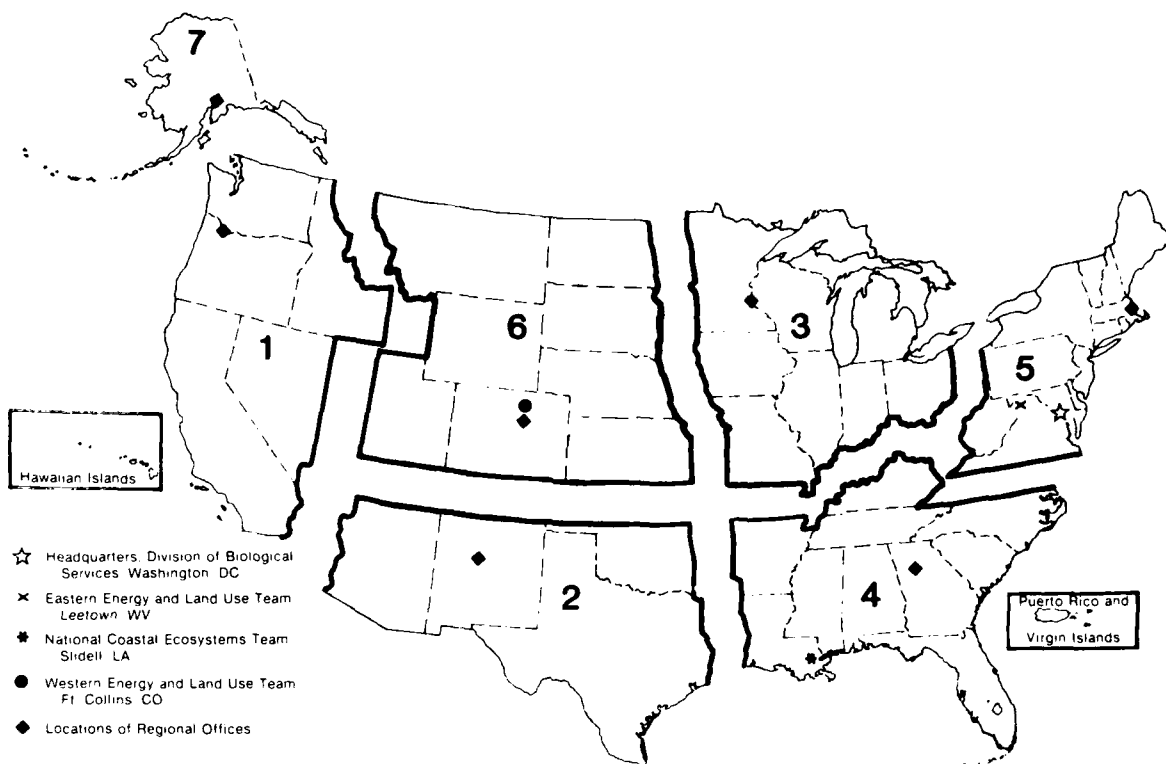 7
1
6
3
5
2
4
Hawaiian Islands
Puerto Rico and
Virgin Islands
Headquarters, Division of Biological
Services Washington DC
Eastern Energy and Land Use Team
Leetown WV
National Coastal Ecosystems Team
Slidell LA
Western Energy and Land Use Team
Ft Collins CO
Locations of Regional Offices